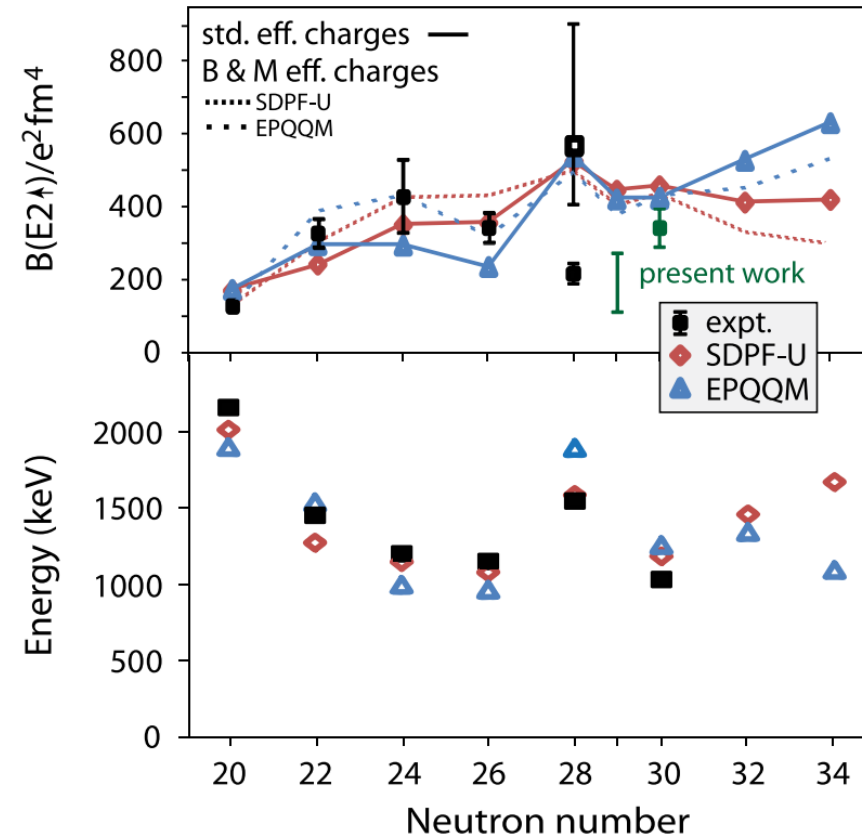 B(E2↑)/e²fm⁴
800
600
400
200
0
std. eff. charges
B & M eff. charges
SDPF-U
EPQQM
present work
expt.
SDPF-U
EPQQM
Energy (keV)
2000
1500
1000
500
0
20 22 24 26 28 30 32 34
Neutron number